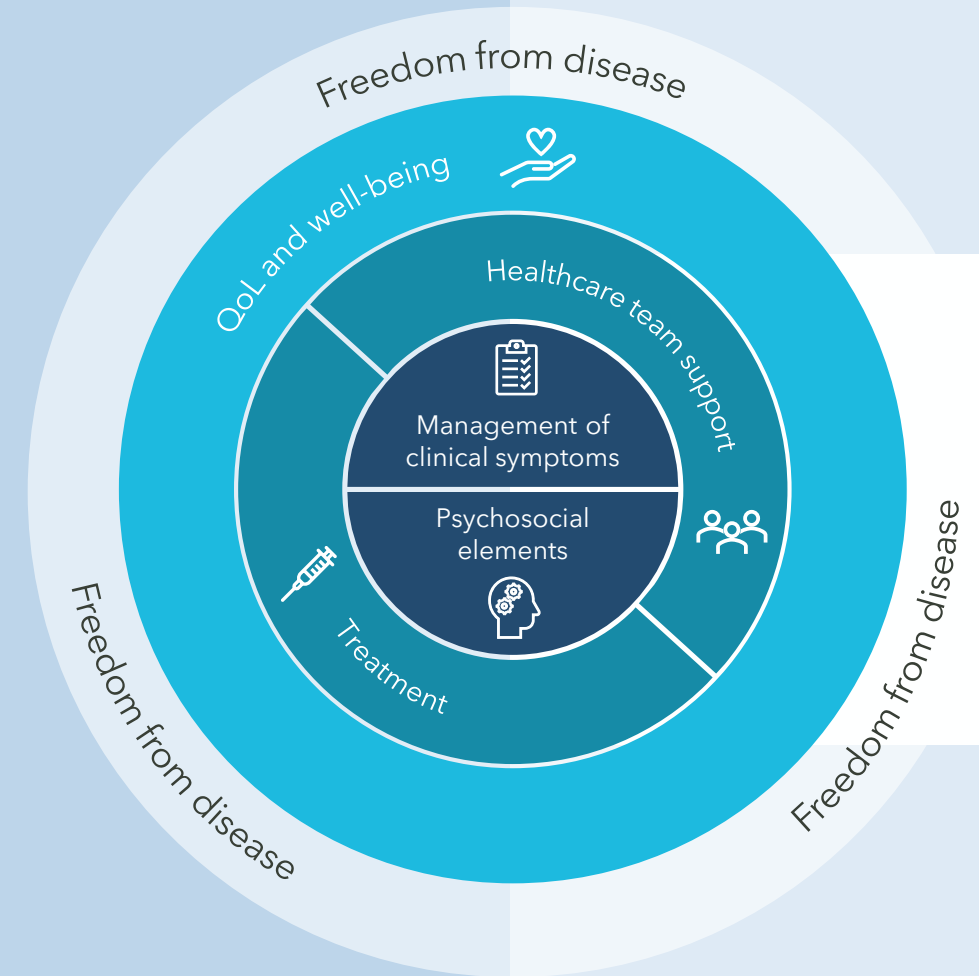 Freedom from disease
QoL and well-being
Healthcare team support
Management of
clinical symptoms
Psychosocial
elements
Treatment
Freedom from disease
Freedom from disease